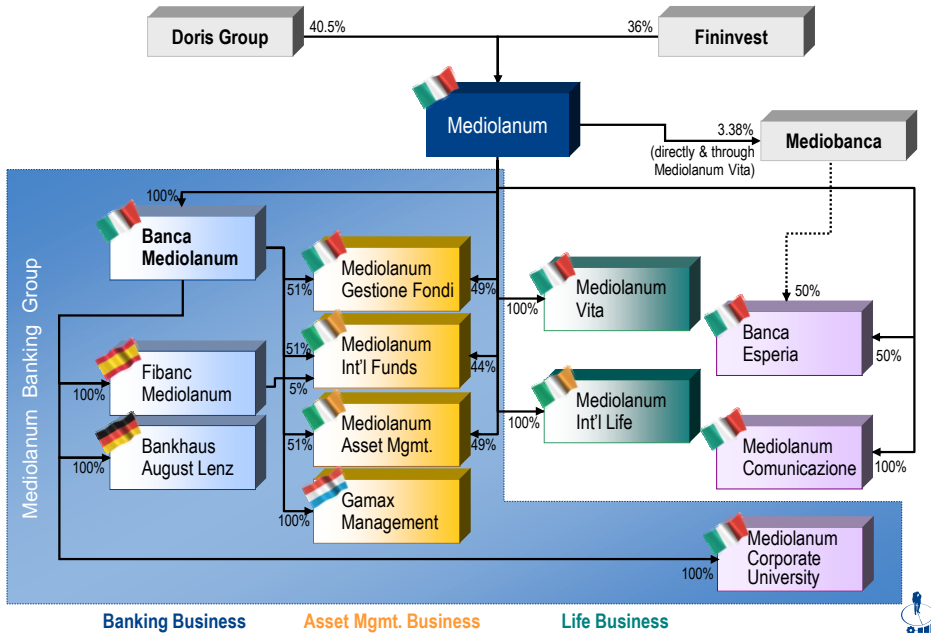 Doris Group
40.5%
36%
Fininvest
Mediolanum
3.38%
(directly & through
Mediolanum Vita)
Mediobanca
100%
Banca
Mediolanum
Mediolanum
Gestione Fondi
51%
49%
Mediolanum
Vita
100%
50%
Banca
Esperia
50%
Mediolanum
Int'l Funds
51%
5%
44%
Fibanc
Mediolanum
100%
Mediolanum
Asset Mgmt.
51%
49%
Mediolanum
Int'l Life
100%
Mediolanum
Comunicazione
100%
Bankhaus
August Lenz
100%
Gamax
Management
100%
Mediolanum
Corporate
University
100%
Mediolanum Banking Group
Banking Business
Asset Mgmt. Business
Life Business